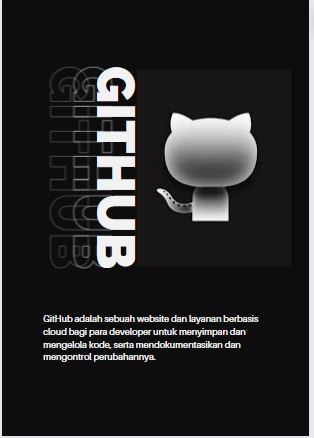 GITHUB
GitHub adalah sebuah website dan layanan berbasis
cloud bagi para developer untuk menyimpan dan
mengelola kode, serta mendokumentasikan dan
mengontrol perubahannya.